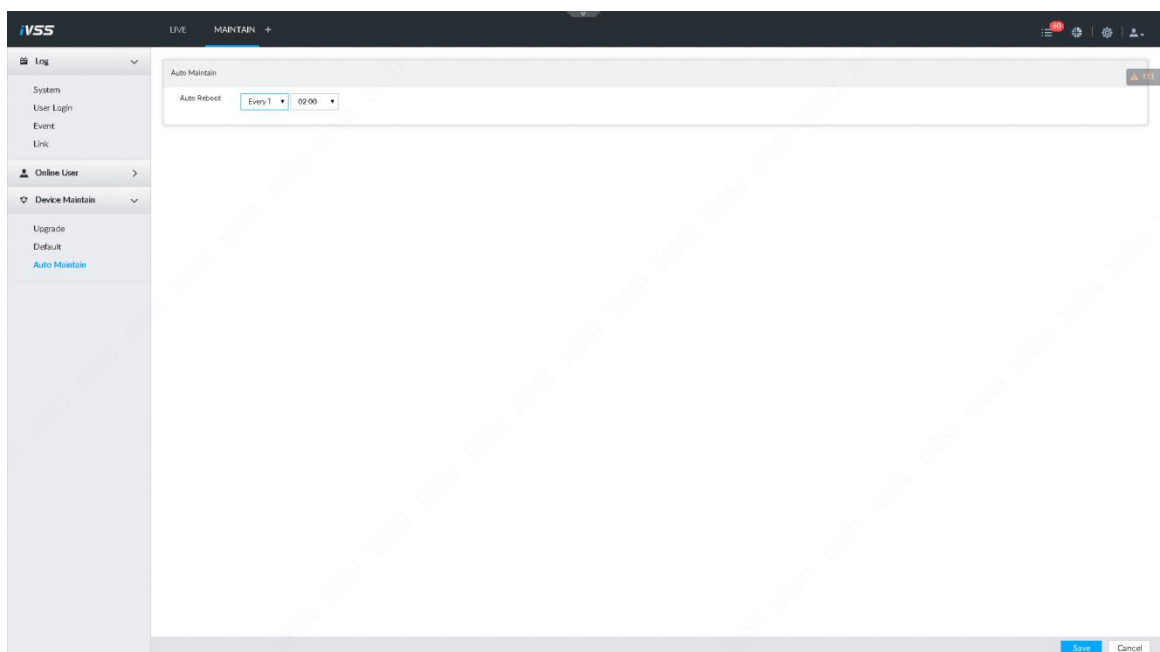 iVSS LIVE MAINTAIN + 60
Log
System
User Login
Event
Link
Online User
Device Maintain
Upgrade
Default
Auto Maintain
Auto Maintain
Auto Reboot Every T 02:00
Save Cancel